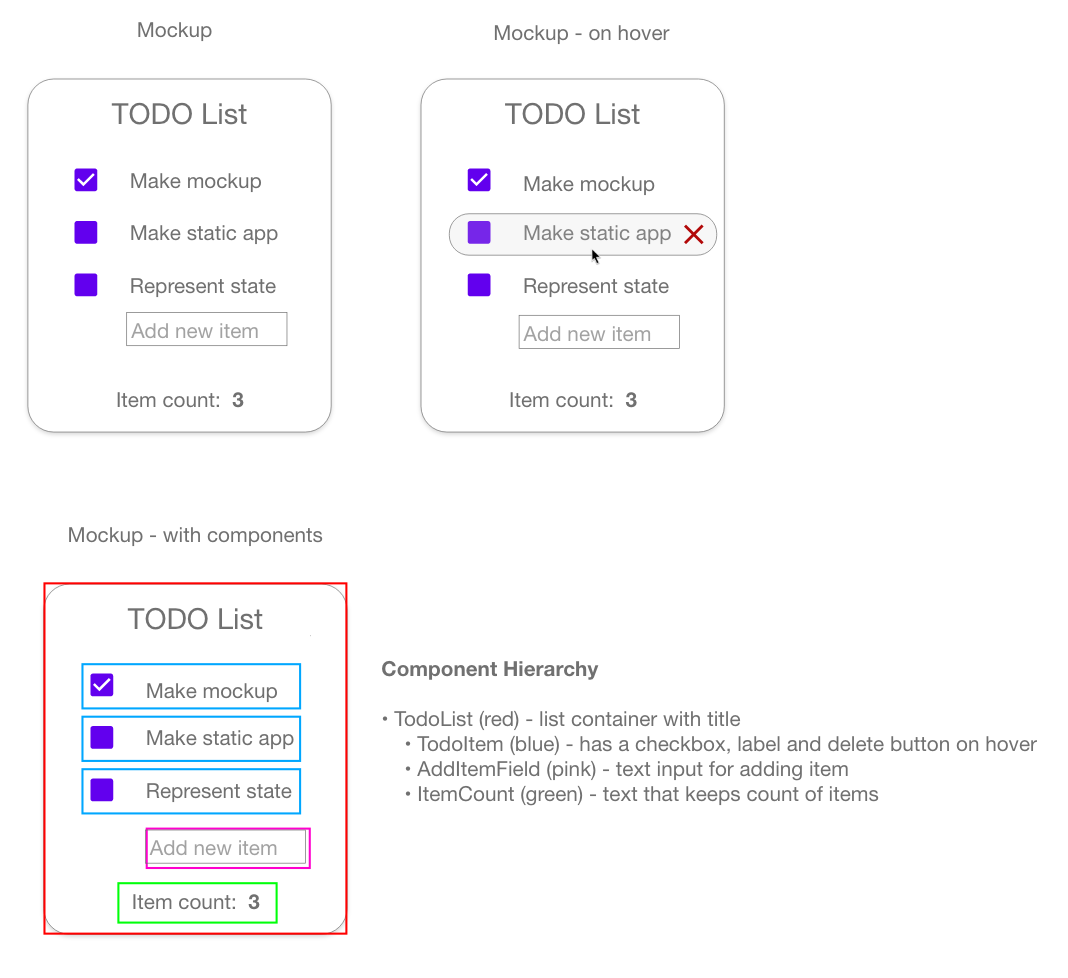 Mockup
TODO List
Make mockup
Make static app
Represent state
Add new item
Item count: 3
Mockup - on hover
TODO List
Make mockup
Make static app
Represent state
Add new item
Item count: 3
Mockup - with components
TODO List
Make mockup
Make static app
Represent state
Add new item
Item count: 3
Component Hierarchy
• TodoList (red) - list container with title
• TodoItem (blue) - has a checkbox, label and delete button on hover
• AddItemField (pink) - text input for adding item
• ItemCount (green) - text that keeps count of items